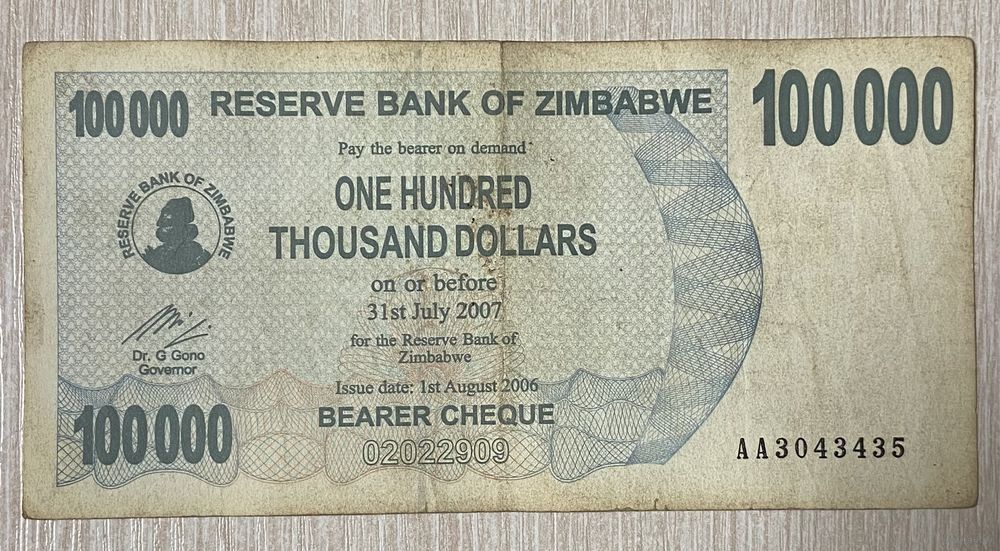 100 000
RESERVE BANK OF ZIMBABWE
100 000
Pay the bearer on demand
ONE HUNDRED
THOUSAND DOLLARS
on or before
31st July 2007
for the Reserve Bank of
Zimbabwe
Issue date: 1st August 2006
BEARER CHEQUE
02022909
RESERVE BANK OF ZIMBABWE
Dr. G Gono
Governor
100 000
AA3043435